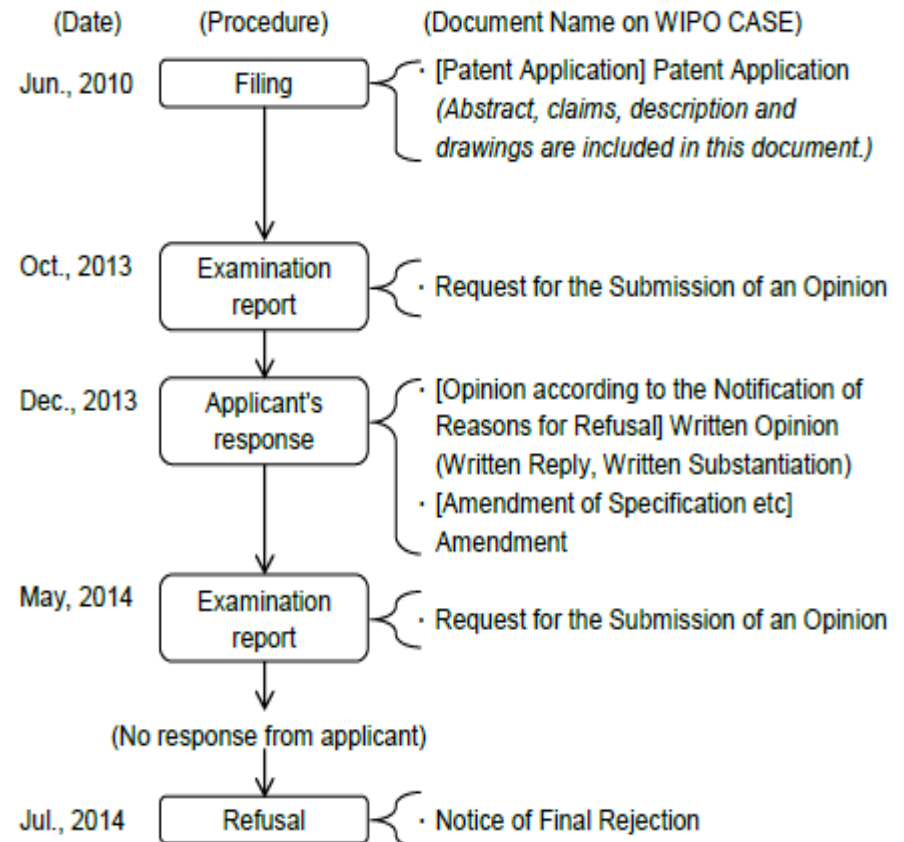 (Date) (Procedure) (Document Name on WIPO CASE)
Jun., 2010 Filing · [Patent Application] Patent Application
(Abstract, claims, description and
drawings are included in this document.)
Oct., 2013 Examination
report · Request for the Submission of an Opinion
Dec., 2013 Applicant's
response · [Opinion according to the Notification of
Reasons for Refusal] Written Opinion
(Written Reply, Written Substantiation)
· [Amendment of Specification etc]
Amendment
May, 2014 Examination
report · Request for the Submission of an Opinion
(No response from applicant)
Jul., 2014 Refusal · Notice of Final Rejection